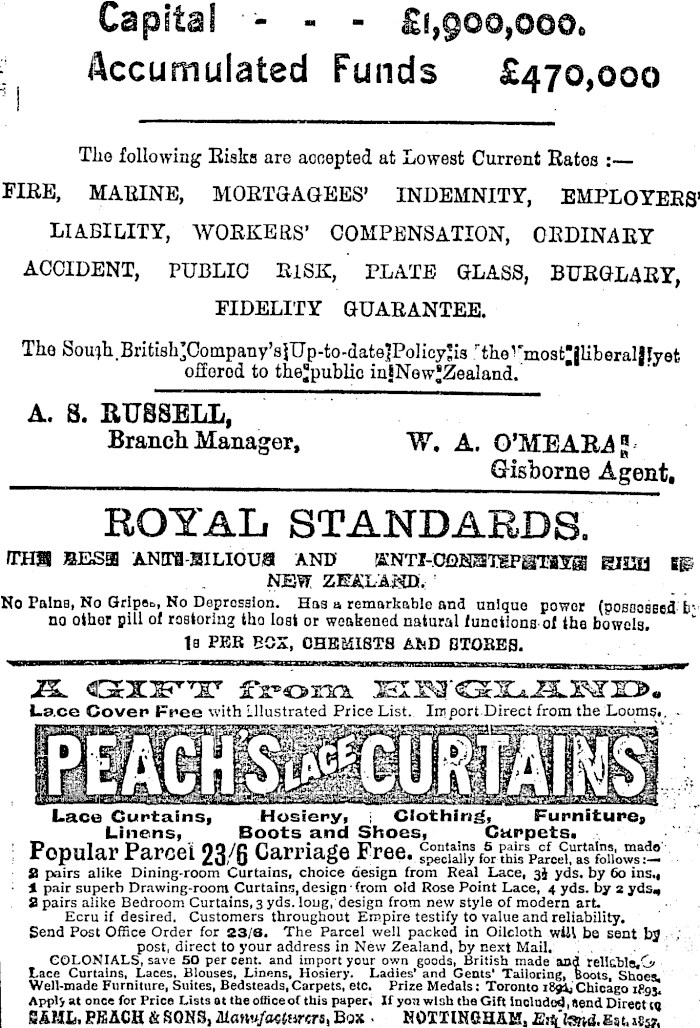 Capital - - - £1,900,000.
Accumulated Funds £470,000
The following Risks are accepted at Lowest Current Rates :—
FIRE, MARINE, MORTGAGEES' INDEMNITY, EMPLOYERS'
LIABILITY, WORKERS' COMPENSATION, ORDINARY
ACCIDENT, PUBLIC RISK, PLATE GLASS, BURGLARY,
FIDELITY GUARANTEE.
The South British Company's Up-to-date Policy is the most liberal yet
offered to the public in New Zealand.
A. S. RUSSELL,
Branch Manager,
W. A. O'MEARA
Gisborne Agent.
ROYAL STANDARDS.
THE BEST ANTI-BILIOUS AND ANTI-CONSTIPATIVE PILL IN
NEW ZEALAND.
No Pains, No Gripes, No Depression. Has a remarkable and unique power (possessed by
no other pill of restoring the lost or weakened natural functions of the bowels.
1s PER BOX, CHEMISTS AND STORES.
A GIFT from ENGLAND.
Lace Cover Free with Illustrated Price List. Import Direct from the Looms.
PEACH'S LACE CURTAINS
Lace Curtains, Hosiery, Clothing, Furniture,
Linens, Boots and Shoes, Carpets.
Popular Parcel 23/6 Carriage Free. Contains 5 pairs of Curtains, made
specially for this Parcel, as follows:—
2 pairs alike Dining-room Curtains, choice design from Real Lace, 3½ yds. by 60 ins.,
1 pair superb Drawing-room Curtains, design from old Rose Point Lace, 4 yds. by 2 yds.,
2 pairs alike Bedroom Curtains, 3 yds. long, design from new style of modern art.
Ecru if desired. Customers throughout Empire testify to value and reliability.
Send Post Office Order for 23/6. The Parcel well packed in Oilcloth will be sent by
post, direct to your address in New Zealand, by next Mail.
COLONIALS, save 50 per cent. and import your own goods, British made and reliable.
Lace Curtains, Laces, Blouses, Linens, Hosiery. Ladies' and Gents' Tailoring, Boots, Shoes.
Well-made Furniture, Suites, Bedsteads, Carpets, etc. Prize Medals: Toronto 1892, Chicago 1893.
Apply at once for Price Lists at the office of this paper. If you wish the Gift included, send Direct to
SAML. PEACH & SONS, Manufacturers, Box NOTTINGHAM, England. Est. 1857.